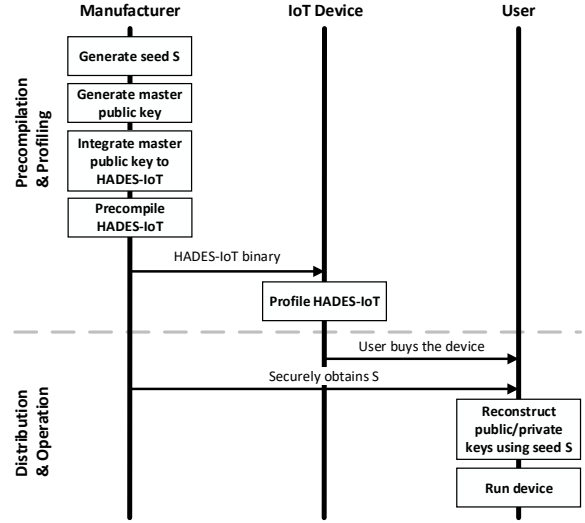 Manufacturer
IoT Device
User
Precompilation
& Profiling
Generate seed S
Generate master
public key
Integrate master
public key to
HADES-IoT
Precompile
HADES-IoT
HADES-IoT binary
Profile HADES-IoT
Distribution
& Operation
User buys the device
Securely obtains S
Reconstruct
public/private
keys using seed S
Run device